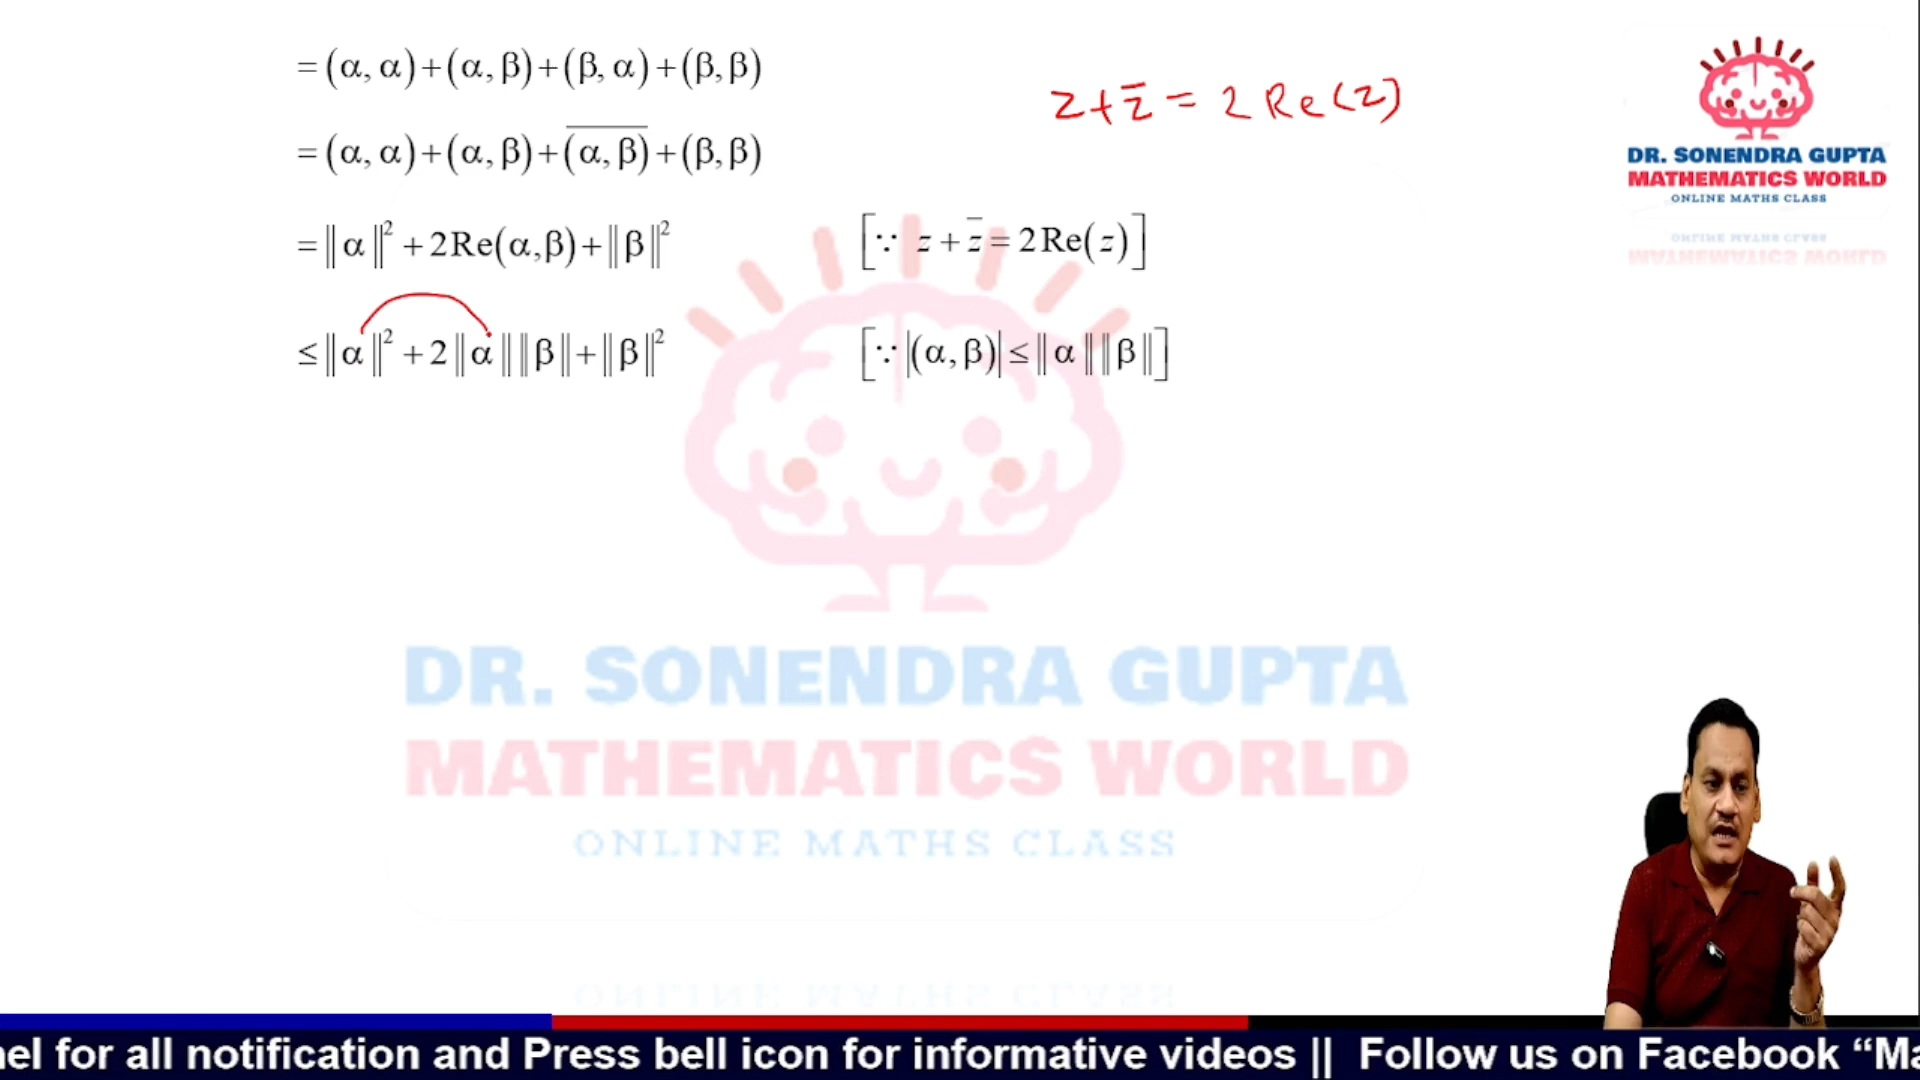 = (α, α) + (α, β) + (β, α) + (β, β)
z + z̅ = 2 Re(z)
= (α, α) + (α, β) + \overline{(α, β)} + (β, β)
= ‖α‖² + 2Re(α,β) + ‖β‖² [∵ z + z̅ = 2Re(z)]
≤ ‖α‖² + 2‖α‖‖β‖ + ‖β‖² [∵ |(α, β)| ≤ ‖α‖‖β‖]
DR. SONENDRA GUPTA
MATHEMATICS WORLD
ONLINE MATHS CLASS
DR. SONENDRA GUPTA
MATHEMATICS WORLD
ONLINE MATHS CLASS
nel for all notification and Press bell icon for informative videos || Follow us on Facebook “Ma